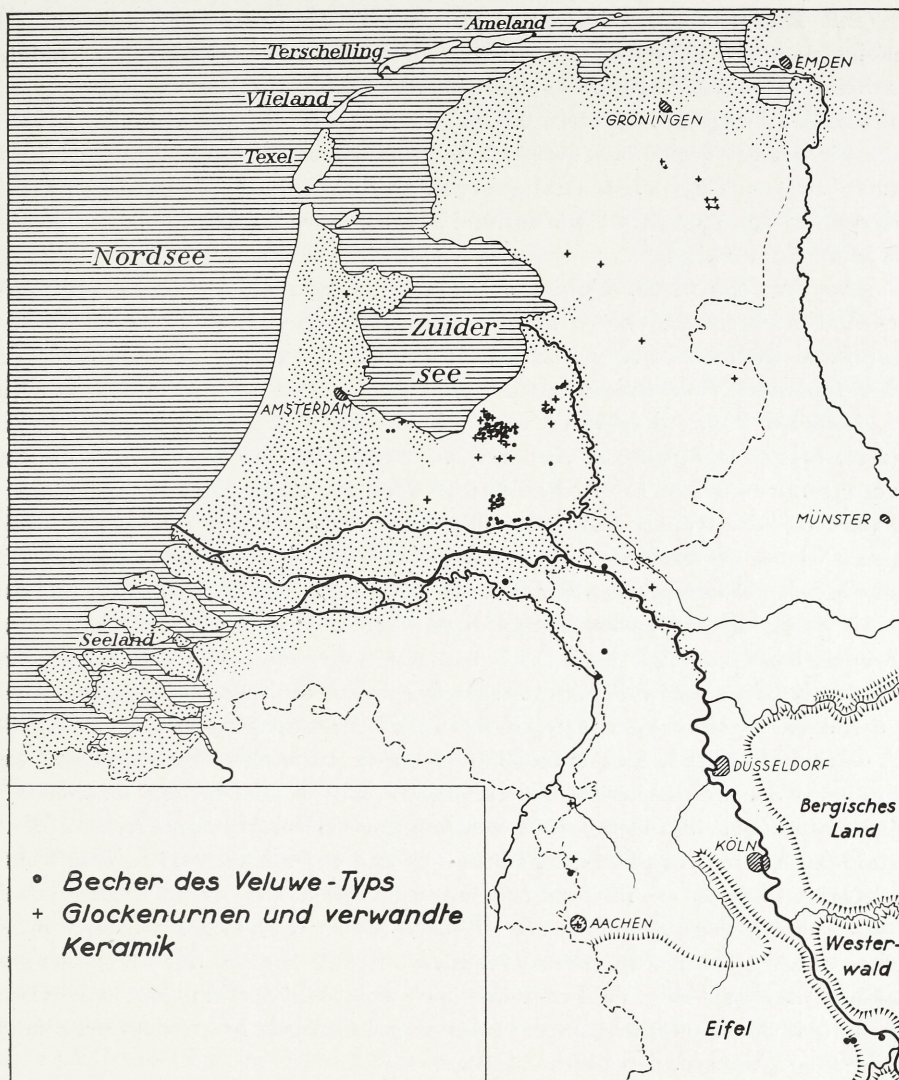 Ameland
Terschelling
EMDEN
Vlieland
GRÖNINGEN
Texel
Nordsee
Zuider
see
AMSTERDAM
MÜNSTER
Seeland
DÜSSELDORF
Bergisches
Land
KÖLN
Becher des Veluwe-Typs
Glockenurnen und verwandte
Keramik
AACHEN
Wester-
wald
Eifel